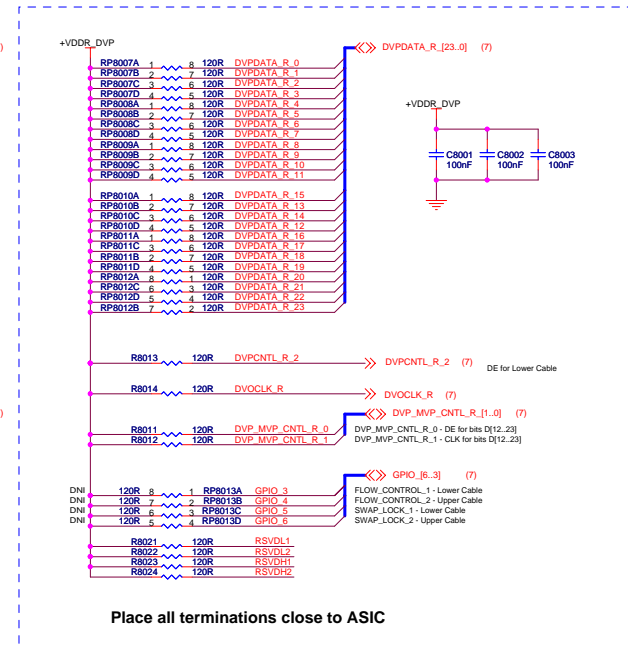 +VDDR_DVP
DVPDATA_R_[23..0] (7)
RP8007A 1 8 120R DVPDATA_R_0
RP8007B 2 7 120R DVPDATA_R_1
RP8007C 3 6 120R DVPDATA_R_2
RP8007D 4 5 120R DVPDATA_R_3
RP8008A 1 8 120R DVPDATA_R_4
RP8008B 2 7 120R DVPDATA_R_5
RP8008C 3 6 120R DVPDATA_R_6
RP8008D 4 5 120R DVPDATA_R_7
RP8009A 1 8 120R DVPDATA_R_8
RP8009B 2 7 120R DVPDATA_R_9
RP8009C 3 6 120R DVPDATA_R_10
RP8009D 4 5 120R DVPDATA_R_11
RP8010A 1 8 120R DVPDATA_R_15
RP8010B 2 7 120R DVPDATA_R_13
RP8010C 3 6 120R DVPDATA_R_14
RP8010D 4 5 120R DVPDATA_R_12
RP8011A 1 8 120R DVPDATA_R_16
RP8011C 3 6 120R DVPDATA_R_17
RP8011B 2 7 120R DVPDATA_R_18
RP8011D 4 5 120R DVPDATA_R_19
RP8012A 8 1 120R DVPDATA_R_20
RP8012C 6 3 120R DVPDATA_R_21
RP8012D 5 4 120R DVPDATA_R_22
RP8012B 7 2 120R DVPDATA_R_23
+VDDR_DVP
C8001 C8002 C8003
100nF 100nF 100nF
R8013 120R DVPCNTL_R_2 DVPCNTL_R_2 (7) DE for Lower Cable
R8014 120R DVOCLK_R DVOCLK_R (7)
DVP_MVP_CNTL_R_[1..0] (7)
R8011 120R DVP_MVP_CNTL_R_0 DVP_MVP_CNTL_R_0 - DE for bits D[12..23]
R8012 120R DVP_MVP_CNTL_R_1 DVP_MVP_CNTL_R_1 - CLK for bits D[12..23]
GPIO_[6..3] (7)
DNI 120R 8 1 RP8013A GPIO_3 FLOW_CONTROL_1 - Lower Cable
DNI 120R 7 2 RP8013B GPIO_4 FLOW_CONTROL_2 - Upper Cable
DNI 120R 6 3 RP8013C GPIO_5 SWAP_LOCK_1 - Lower Cable
DNI 120R 5 4 RP8013D GPIO_6 SWAP_LOCK_2 - Upper Cable
R8021 120R RSVDL1
R8022 120R RSVDL2
R8023 120R RSVDH1
R8024 120R RSVDH2
Place all terminations close to ASIC